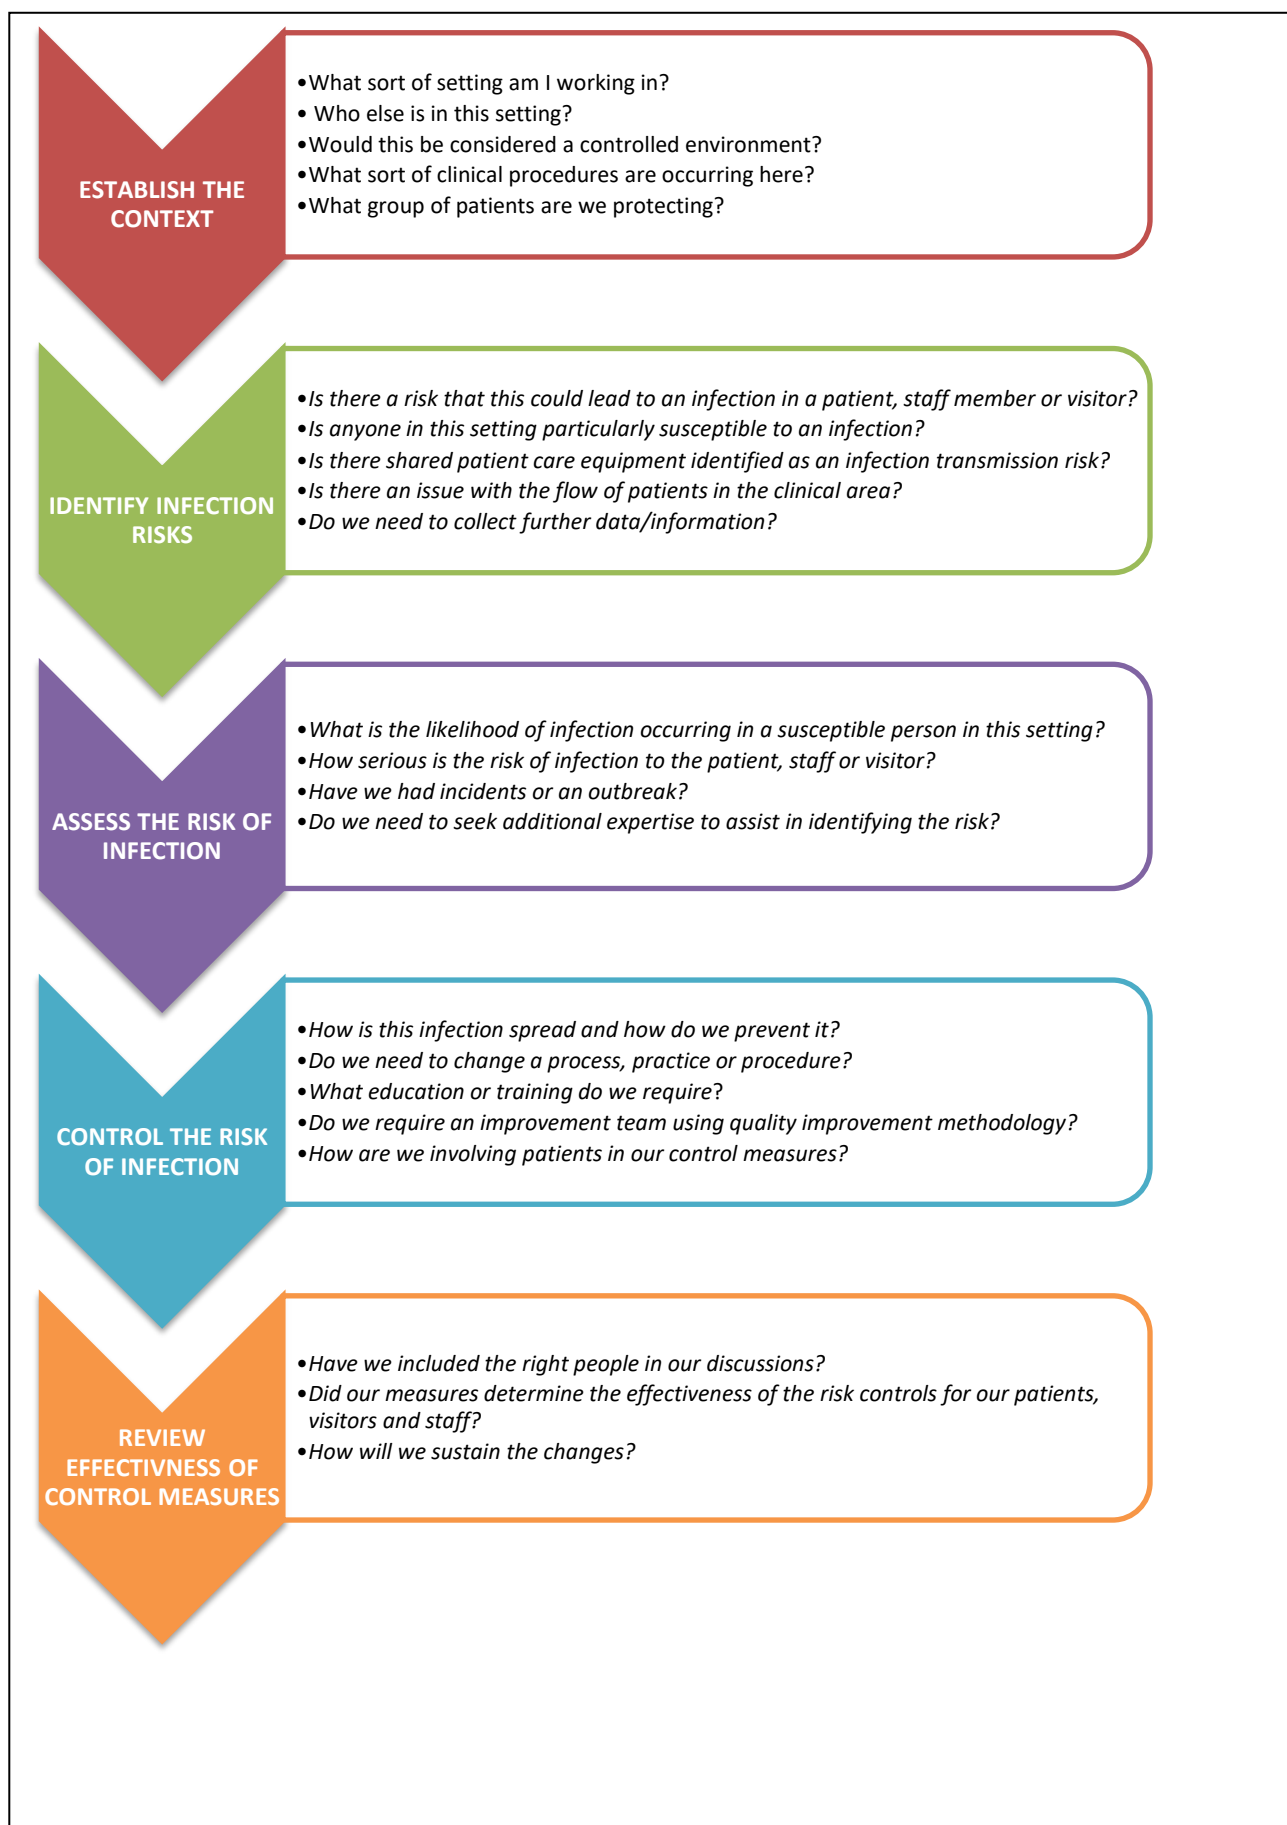 ESTABLISH THE
CONTEXT
•What sort of setting am I working in?
• Who else is in this setting?
•Would this be considered a controlled environment?
•What sort of clinical procedures are occurring here?
•What group of patients are we protecting?
IDENTIFY INFECTION
RISKS
•Is there a risk that this could lead to an infection in a patient, staff member or visitor?
•Is anyone in this setting particularly susceptible to an infection?
•Is there shared patient care equipment identified as an infection transmission risk?
•Is there an issue with the flow of patients in the clinical area?
•Do we need to collect further data/information?
ASSESS THE RISK OF
INFECTION
•What is the likelihood of infection occurring in a susceptible person in this setting?
•How serious is the risk of infection to the patient, staff or visitor?
•Have we had incidents or an outbreak?
•Do we need to seek additional expertise to assist in identifying the risk?
CONTROL THE RISK
OF INFECTION
•How is this infection spread and how do we prevent it?
•Do we need to change a process, practice or procedure?
•What education or training do we require?
•Do we require an improvement team using quality improvement methodology?
•How are we involving patients in our control measures?
REVIEW
EFFECTIVNESS OF
CONTROL MEASURES
•Have we included the right people in our discussions?
•Did our measures determine the effectiveness of the risk controls for our patients,
visitors and staff?
•How will we sustain the changes?